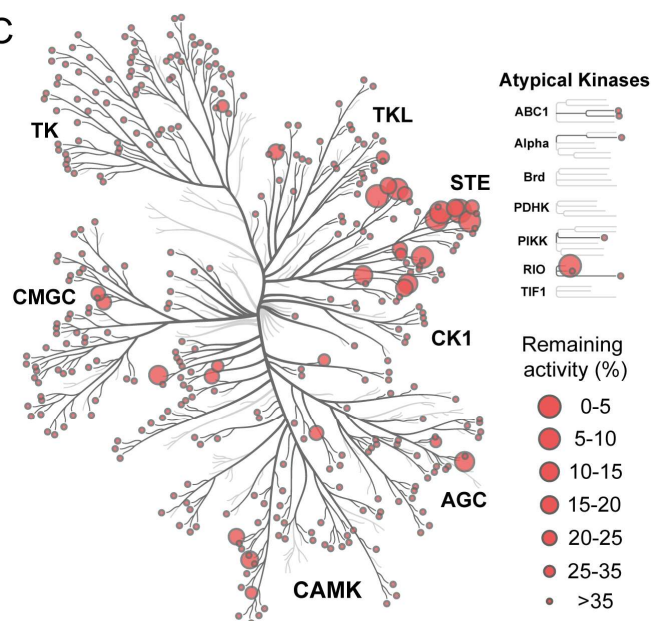 C
TK
TKL
STE
CMGC
CK1
AGC
CAMK
Atypical Kinases
ABC1
Alpha
Brd
PDHK
PIKK
RIO
TIF1
Remaining
activity (%)
0-5
5-10
10-15
15-20
20-25
25-35
>35